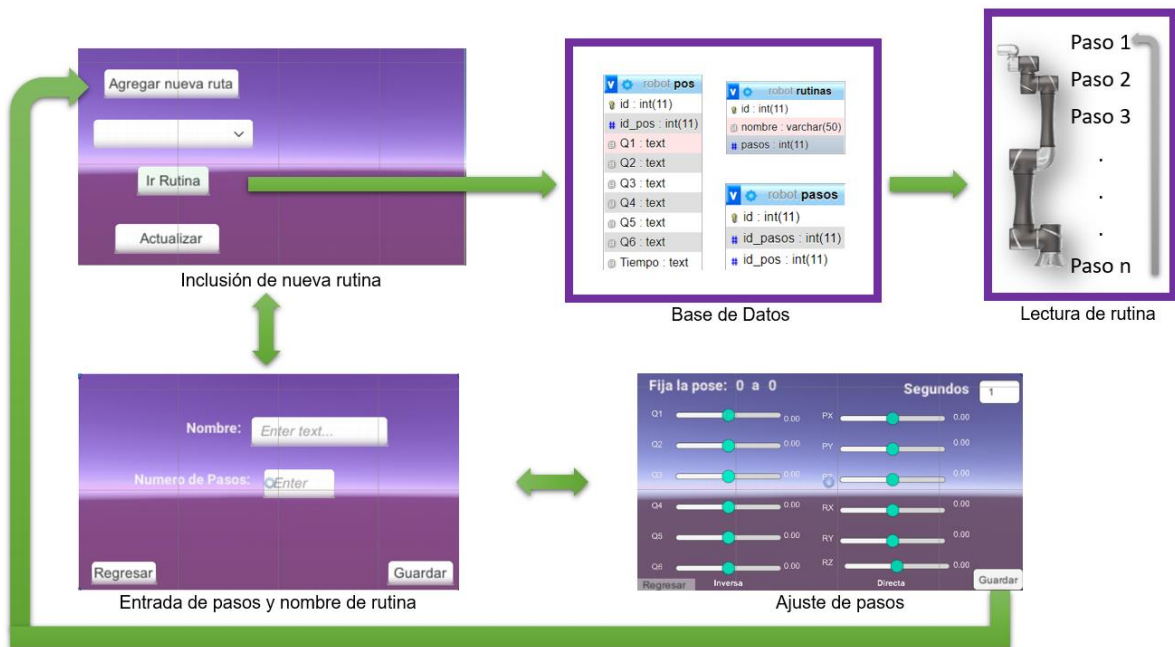 Agregar nueva ruta
Ir Rutina
Actualizar
Inclusión de nueva rutina
robot pos
id : int(11)
id_pos : int(11)
Q1 : text
Q2 : text
Q3 : text
Q4 : text
Q5 : text
Q6 : text
Tiempo : text
robot rutinas
id : int(11)
nombre : varchar(50)
pasos : int(11)
robot pasos
id : int(11)
id_pasos : int(11)
id_pos : int(11)
Base de Datos
Paso 1
Paso 2
Paso 3
.
.
.
Paso n
Lectura de rutina
Nombre:
Enter text...
Numero de Pasos:
Enter
Regresar
Guardar
Entrada de pasos y nombre de rutina
Fija la pose: 0 a 0
Segundos
1
Q1 0.00 PX 0.00
Q2 0.00 PY 0.00
Q3 0.00 0.00
Q4 0.00 RX 0.00
Q5 0.00 RY 0.00
Q6 0.00 RZ 0.00
Regresar
Inversa
Directa
Guardar
Ajuste de pasos